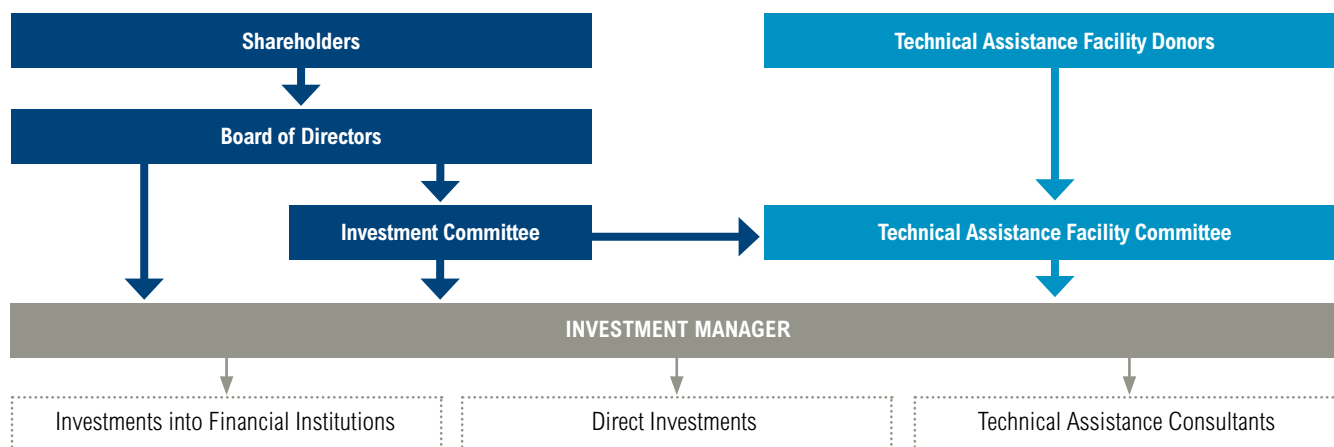 Shareholders
Technical Assistance Facility Donors
Board of Directors
Investment Committee
Technical Assistance Facility Committee
INVESTMENT MANAGER
Investments into Financial Institutions
Direct Investments
Technical Assistance Consultants